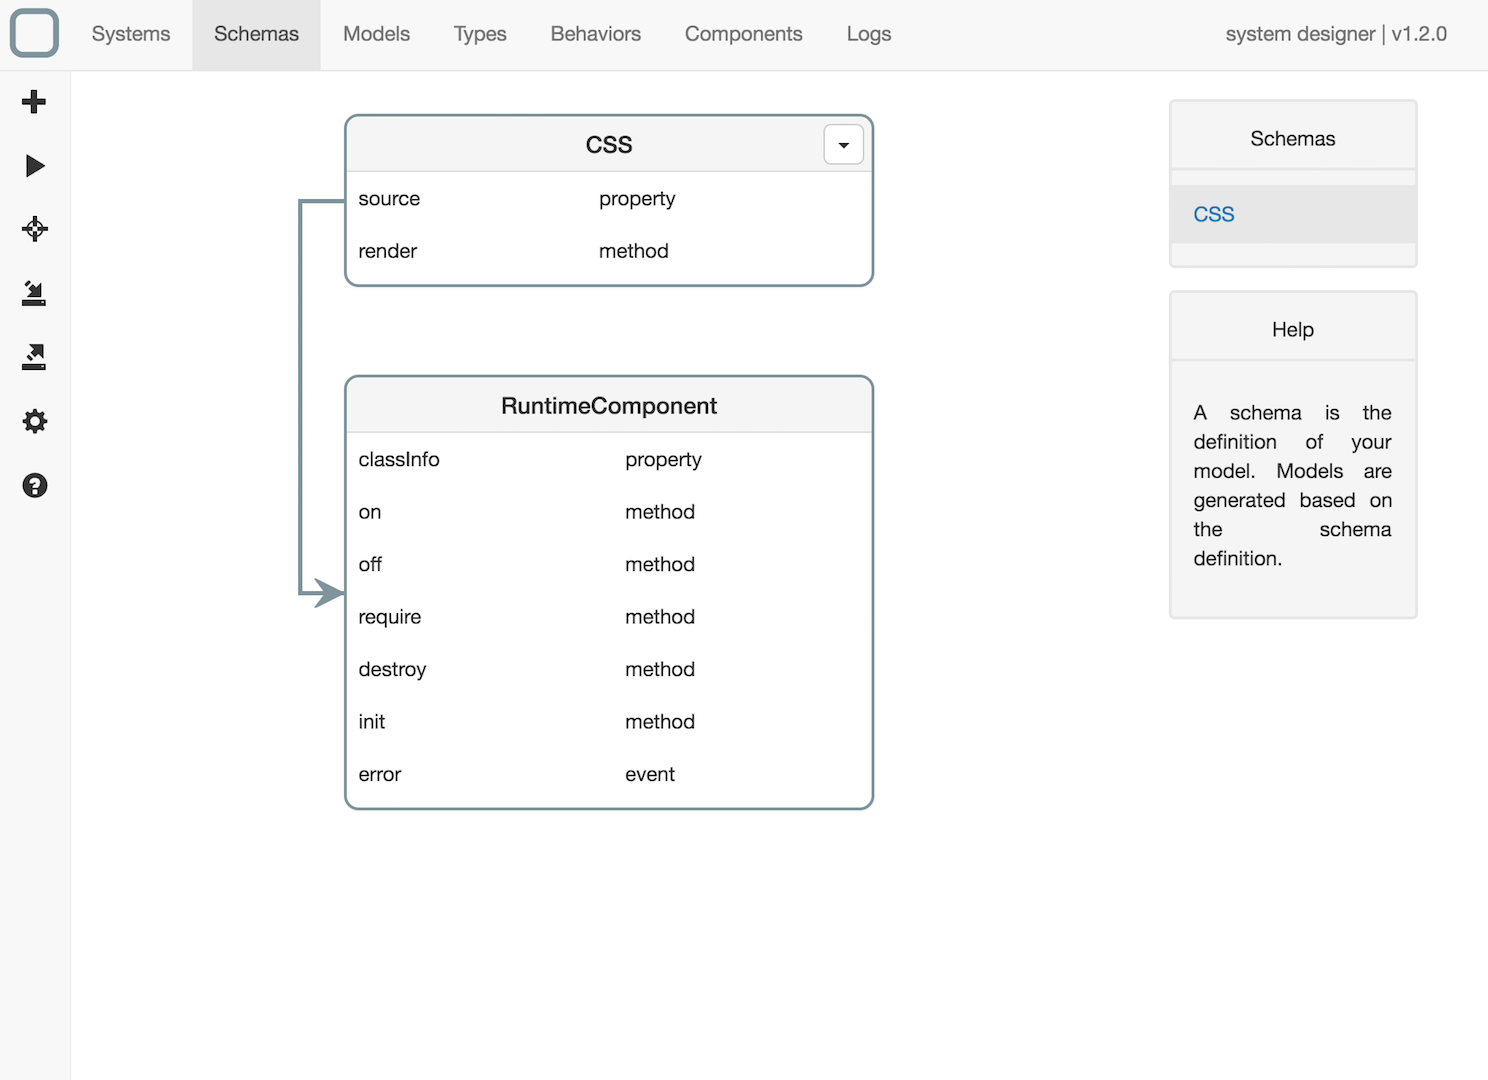 Systems Schemas Models Types Behaviors Components Logs system designer | v1.2.0
CSS
source property
render method
RuntimeComponent
classInfo property
on method
off method
require method
destroy method
init method
error event
Schemas
CSS
Help
A schema is the
definition of your
model. Models are
generated based on
the schema
definition.